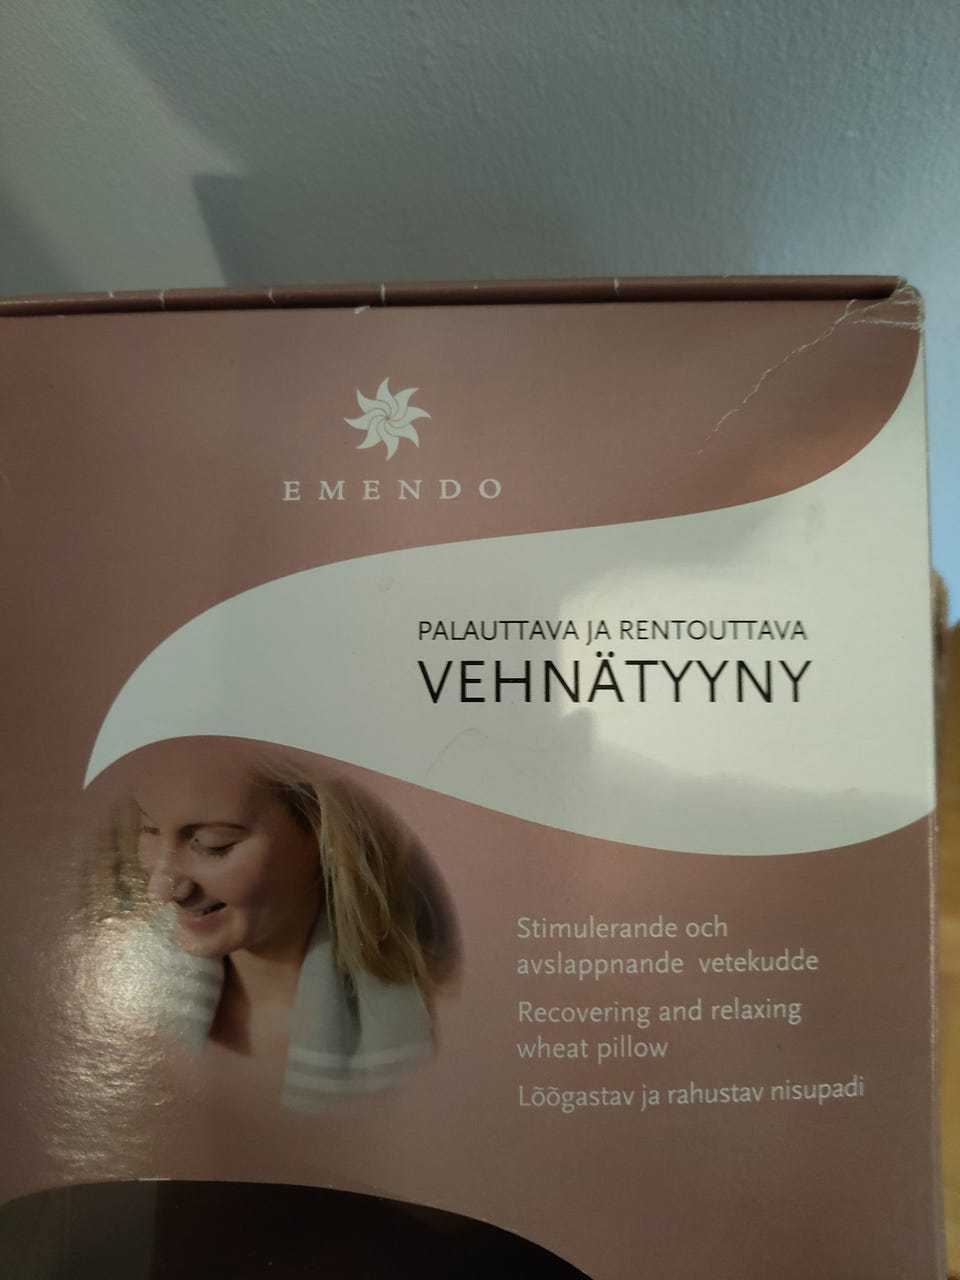 EMENDO
PALAUTTAVA JA RENTOUTTAVA
VEHNÄTYYNY
Stimulerande och
avslappnande vetekudde
Recovering and relaxing
wheat pillow
Lõõgastav ja rahustav nisupadi